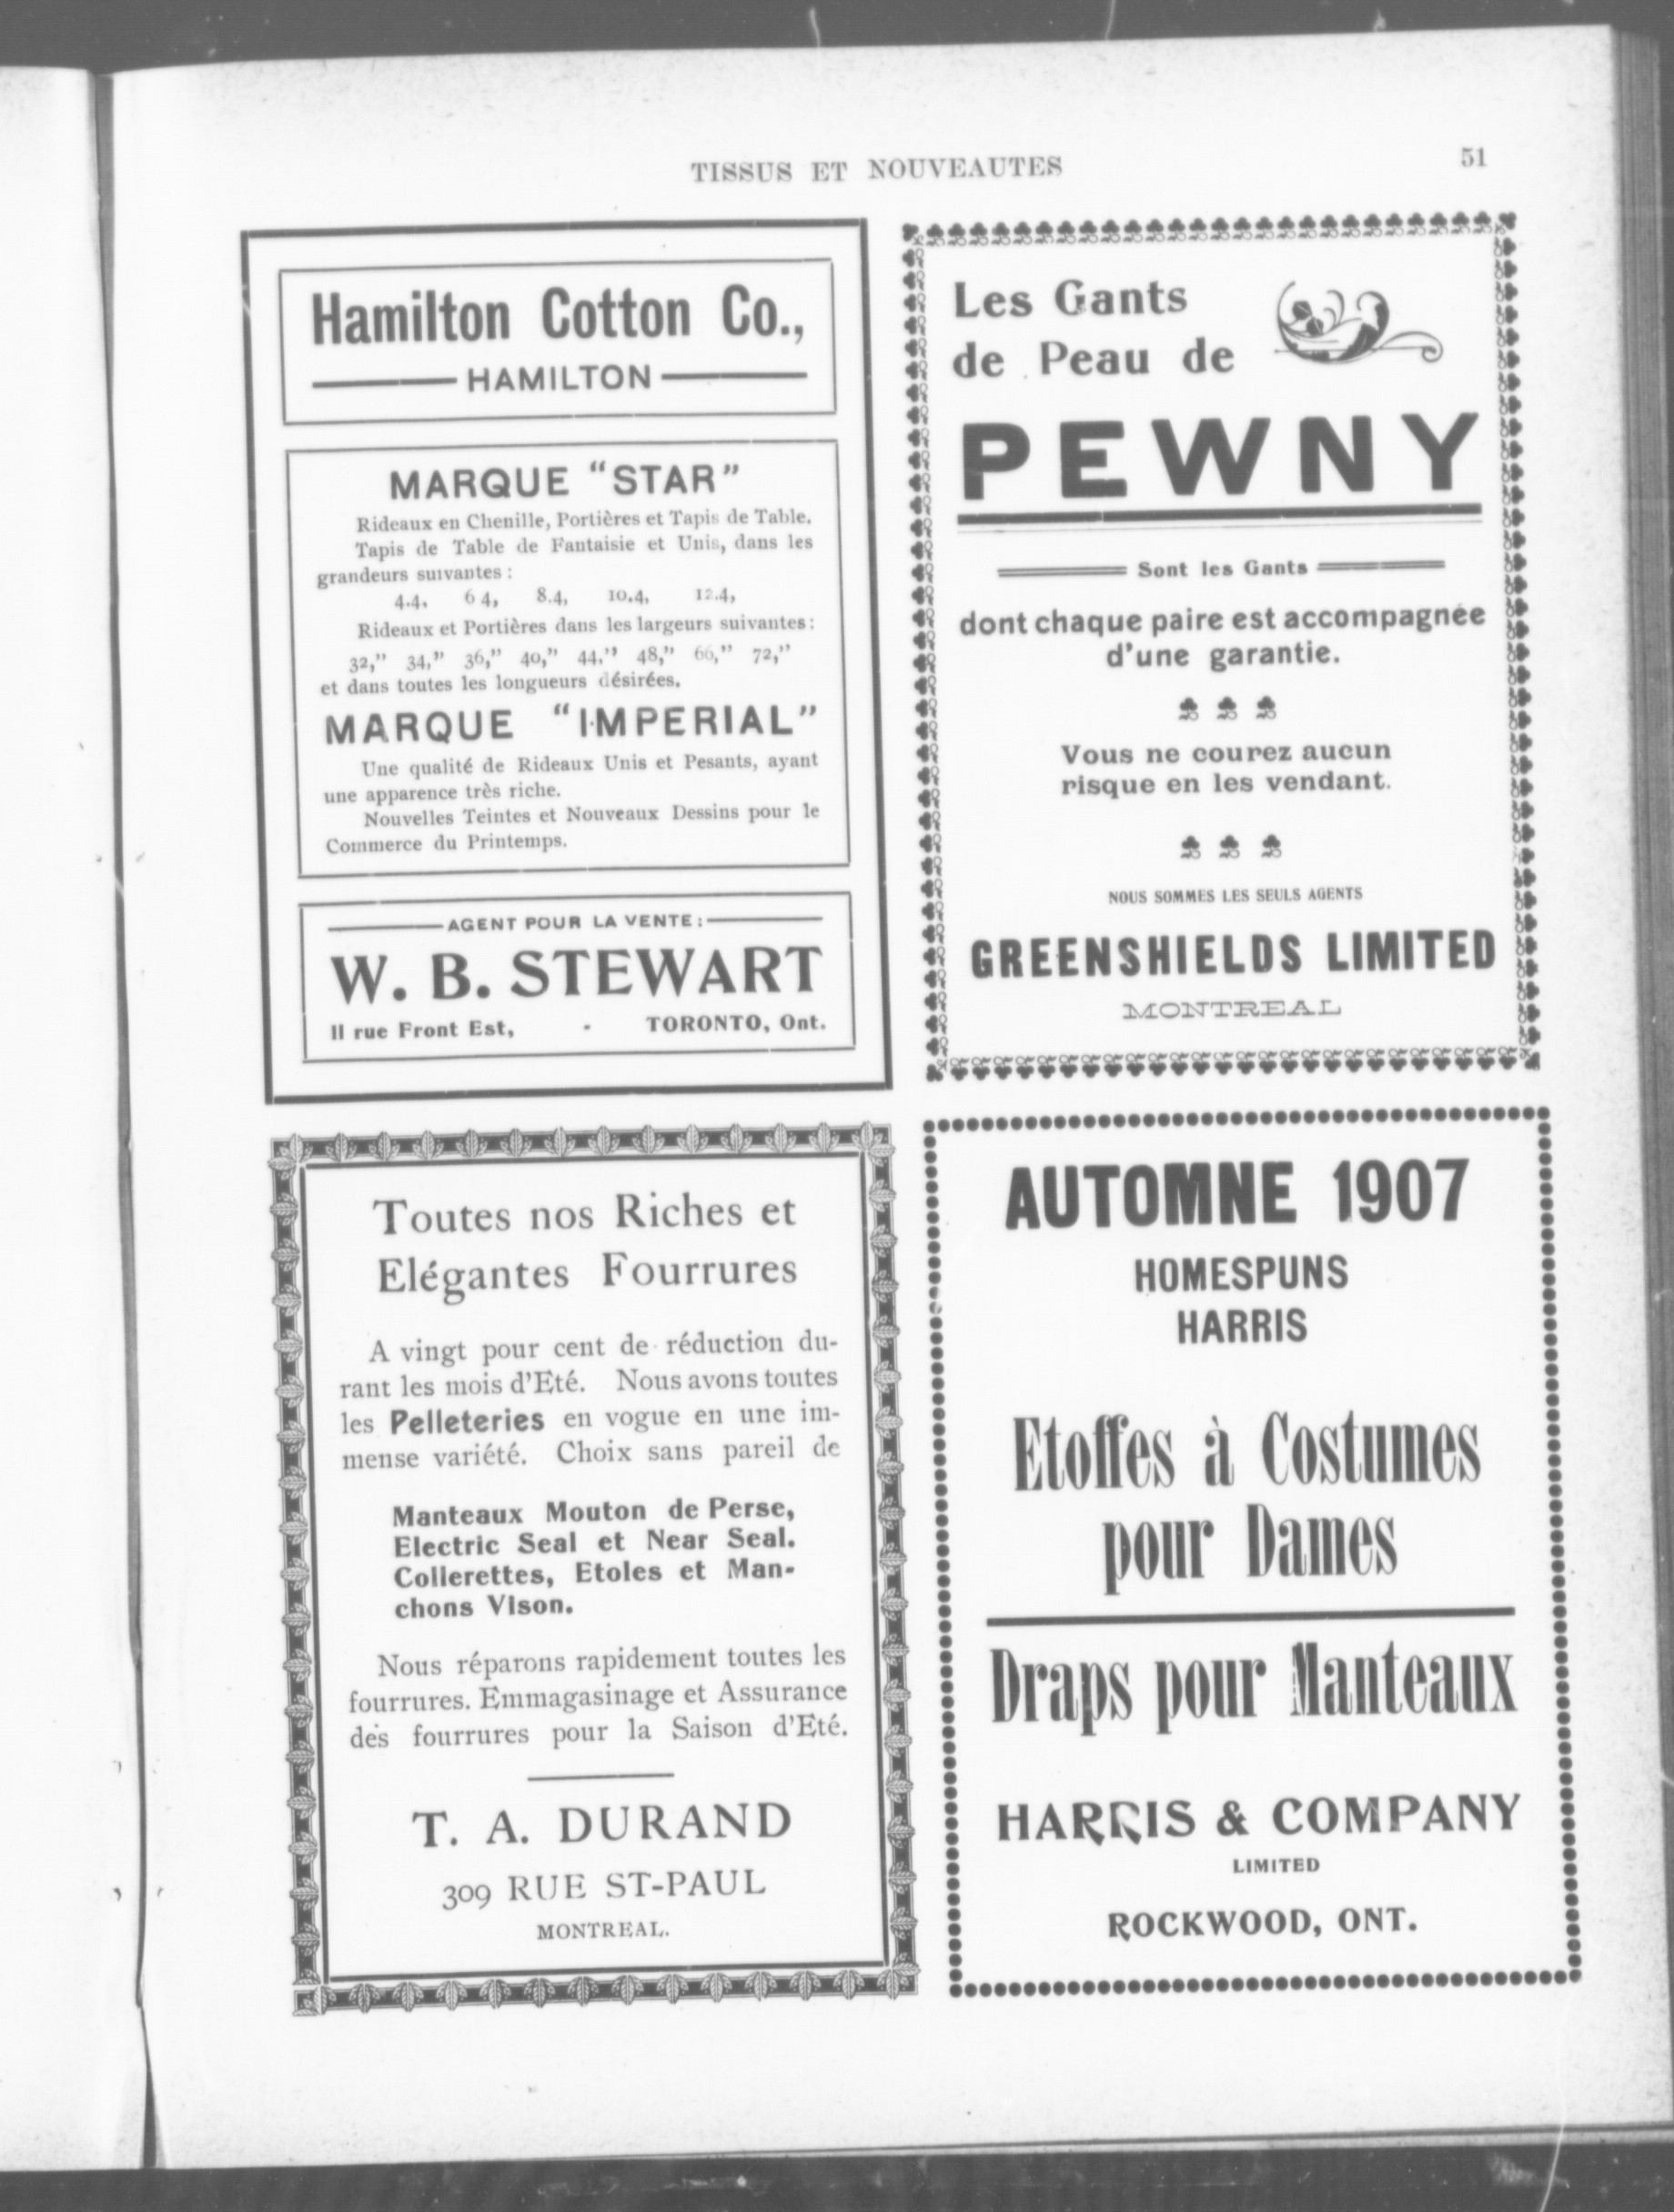 TISSUS ET NOUVEAUTES
51
Hamilton Cotton Co.,
HAMILTON
MARQUE "STAR"
Rideaux en Chenille, Portières et Tapis de Table.
Tapis de Table de Fantaisie et Unis, dans les
grandeurs suivantes :
4.4, 6 4, 8.4, 10.4, 12.4,
Rideaux et Portières dans les largeurs suivantes :
32," 34," 36," 40," 44," 48," 66," 72,"
et dans toutes les longueurs désirées.
MARQUE "IMPERIAL"
Une qualité de Rideaux Unis et Pesants, ayant
une apparence très riche.
Nouvelles Teintes et Nouveaux Dessins pour le
Commerce du Printemps.
AGENT POUR LA VENTE :
W. B. STEWART
II rue Front Est, - TORONTO, Ont.
Les Gants
de Peau de
PEWNY
Sont les Gants
dont chaque paire est accompagnée
d'une garantie.
Vous ne courez aucun
risque en les vendant.
NOUS SOMMES LES SEULS AGENTS
GREENSHIELDS LIMITED
MONTREAL
Toutes nos Riches et
Elégantes Fourrures
A vingt pour cent de réduction du-
rant les mois d'Eté. Nous avons toutes
les Pelleteries en vogue en une im-
mense variété. Choix sans pareil de
Manteaux Mouton de Perse,
Electric Seal et Near Seal.
Collerettes, Etoles et Man-
chons Vison.
Nous réparons rapidement toutes les
fourrures. Emmagasinage et Assurance
des fourrures pour la Saison d'Eté.
T. A. DURAND
309 RUE ST-PAUL
MONTREAL.
AUTOMNE 1907
HOMESPUNS
HARRIS
Etoffes à Costumes
pour Dames
Draps pour Manteaux
HARRIS & COMPANY
LIMITED
ROCKWOOD, ONT.